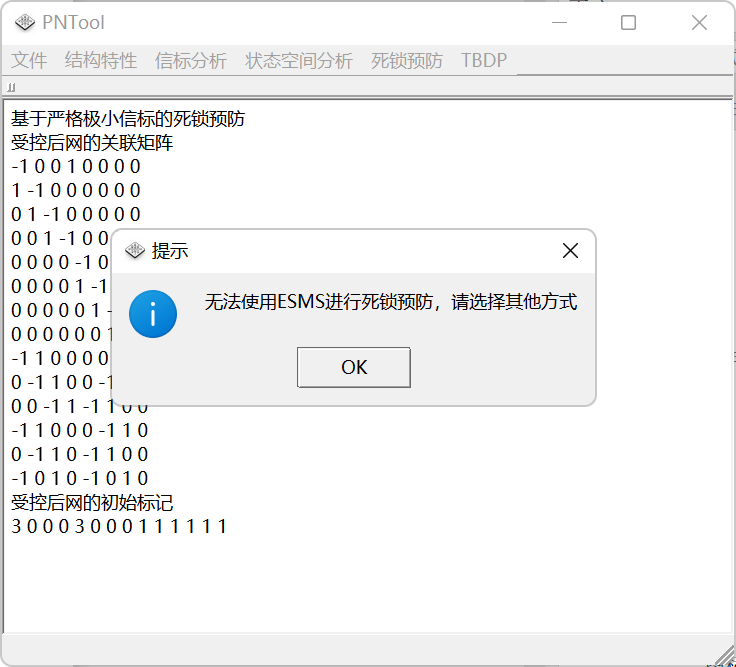 PNTool
文件 结构特性 信标分析 状态空间分析 死锁预防 TBDP
基于严格极小信标的死锁预防
受控后网的关联矩阵
-1 0 0 1 0 0 0 0
1 -1 0 0 0 0 0 0
0 1 -1 0 0 0 0 0
0 0 1 -1 0 0
0 0 0 0 -1 0
0 0 0 0 1 -1
0 0 0 0 0 1 -
0 0 0 0 0 0 1
-1 1 0 0 0 0
0 -1 1 0 0 -1
0 0 -1 1 -1 1 0 0
-1 1 0 0 0 -1 1 0
0 -1 1 0 -1 1 0 0
-1 0 1 0 -1 0 1 0
受控后网的初始标记
3 0 0 0 3 0 0 0 1 1 1 1 1 1
提示
无法使用ESMS进行死锁预防，请选择其他方式
OK